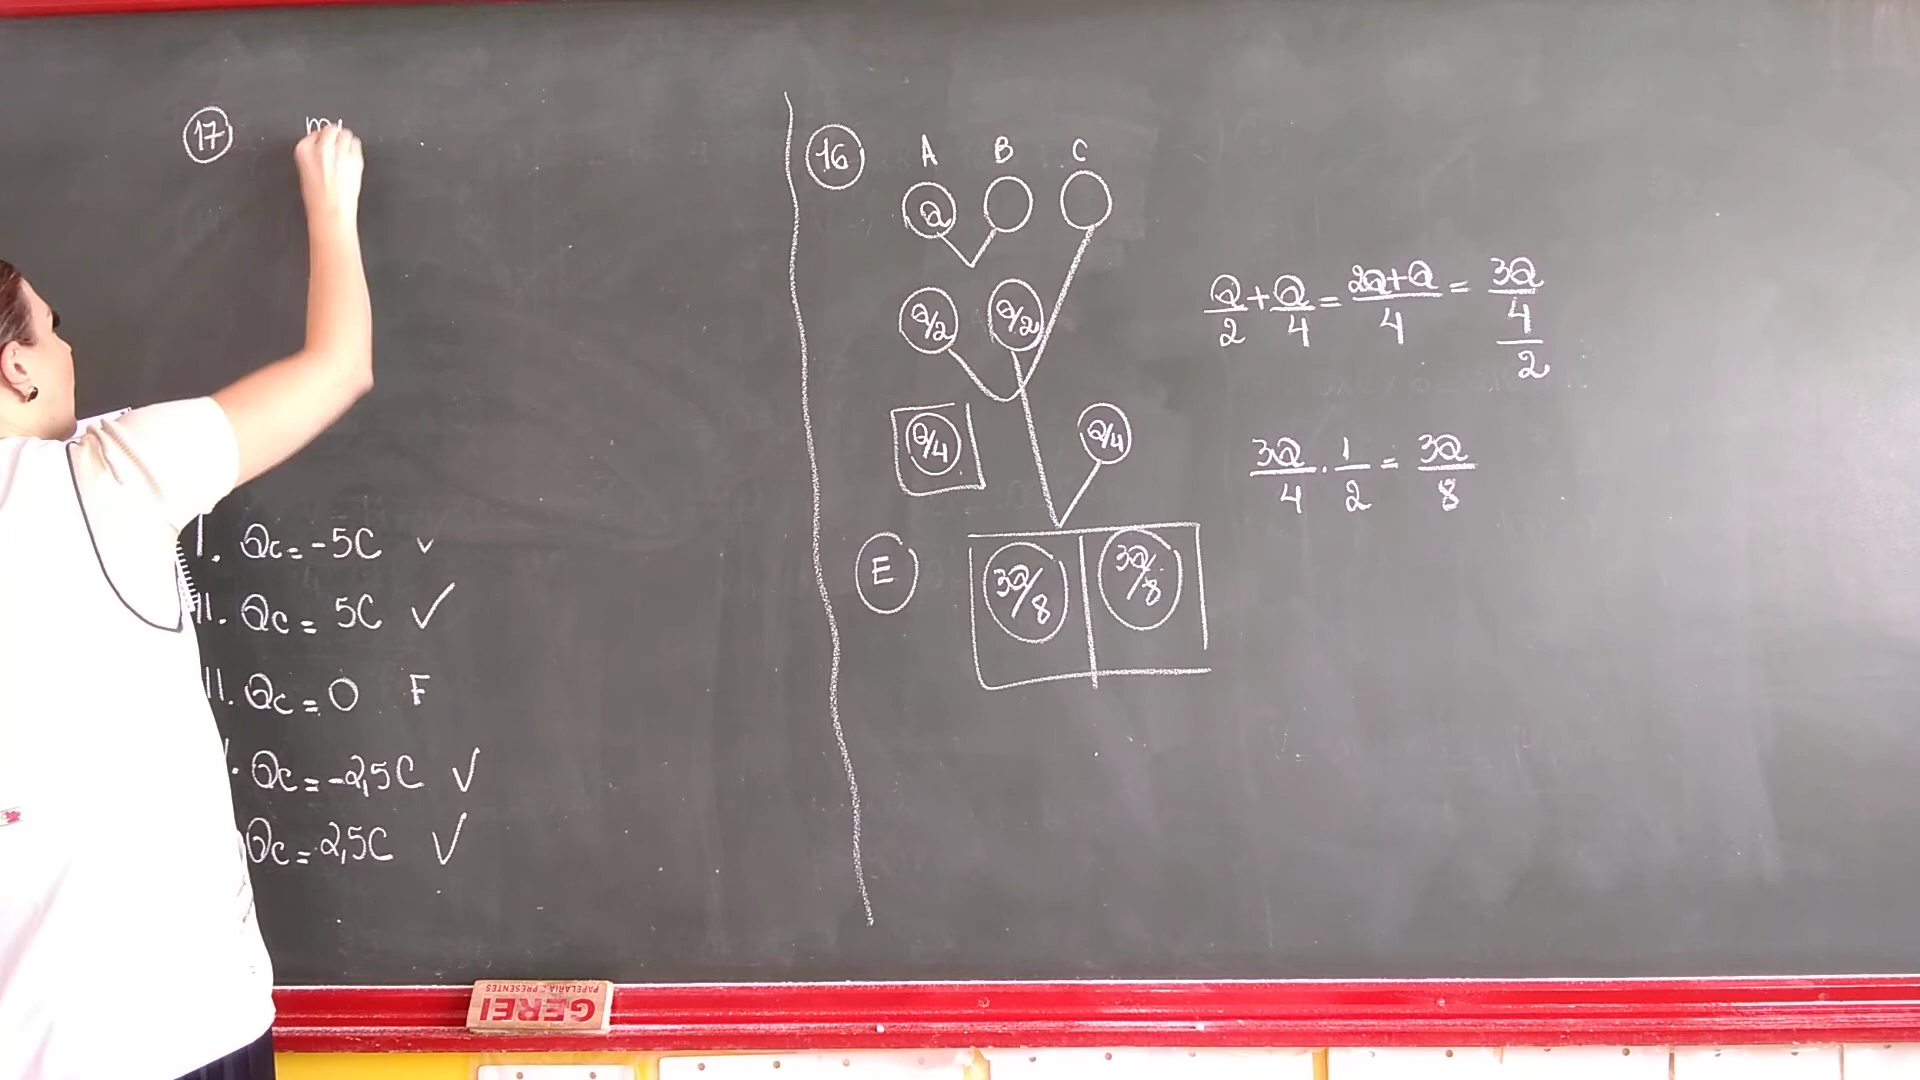 17
I. Qc = -5C ✓
II. Qc = 5C ✓
III. Qc = 0 F
Qc = -2,5C ✓
Qc = 2,5C ✓
16 A B C
Q
Q/2 Q/2
Q/4 Q/4
E 3Q/8 3Q/8
Q/2 + Q/4 = 2Q+Q/4 = 3Q/4/2
3Q/4 . 1/2 = 3Q/8
GEREI
PAPELARIA E PRESENTES